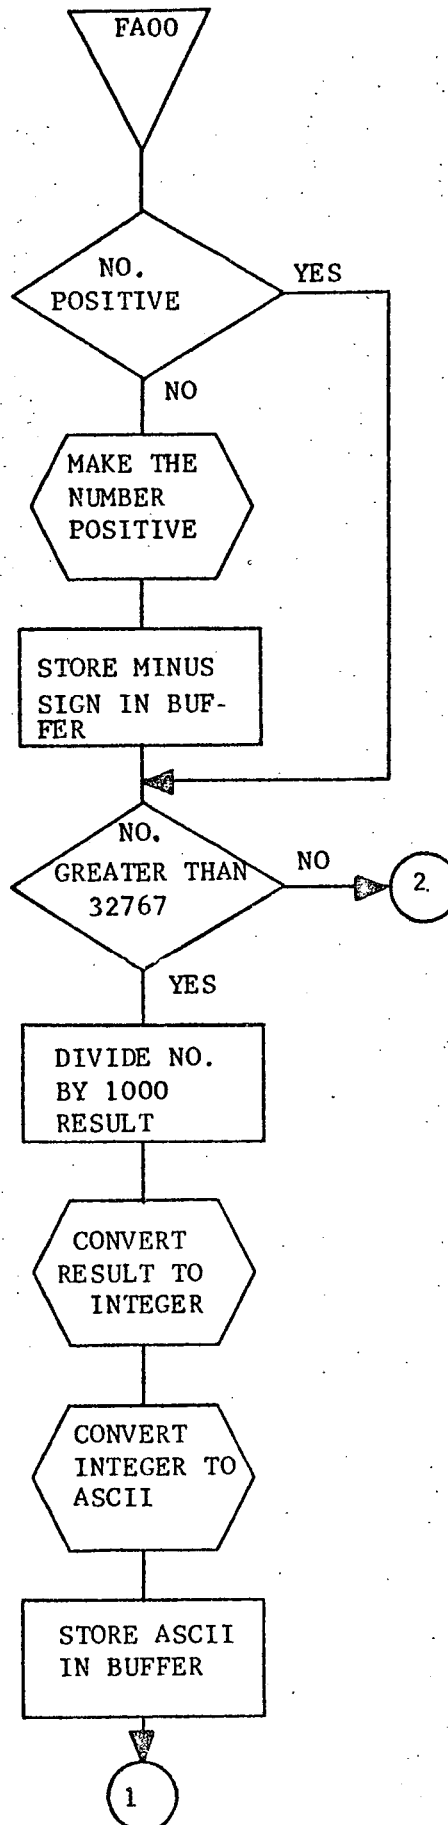 FA00
NO.
POSITIVE
YES
NO
MAKE THE
NUMBER
POSITIVE
STORE MINUS
SIGN IN BUF-
FER
NO.
GREATER THAN
32767
NO
2.
YES
DIVIDE NO.
BY 1000
RESULT
CONVERT
RESULT TO
INTEGER
CONVERT
INTEGER TO
ASCII
STORE ASCII
IN BUFFER
1